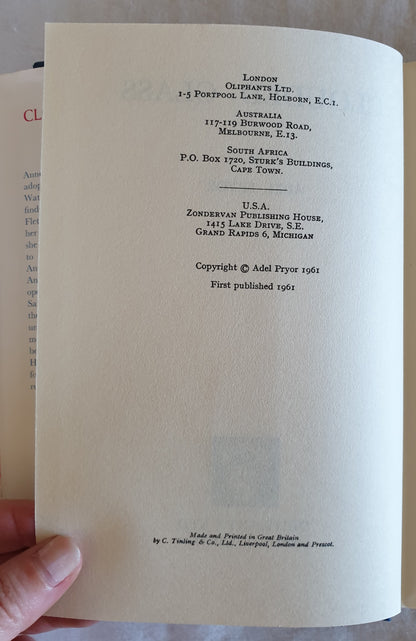 London
Oliphants Ltd.
1-5 Portpool Lane, Holborn, E.C.1.
Australia
117-119 Burwood Road,
Melbourne, E.13.
South Africa
P.O. Box 1720, Sturk's Buildings,
Cape Town.
U.S.A.
Zondervan Publishing House,
1415 Lake Drive, S.E.
Grand Rapids 6, Michigan
Copyright © Adel Pryor 1961
First published 1961
Made and Printed in Great Britain
by C. Tinling & Co., Ltd., Liverpool, London and Prescot.